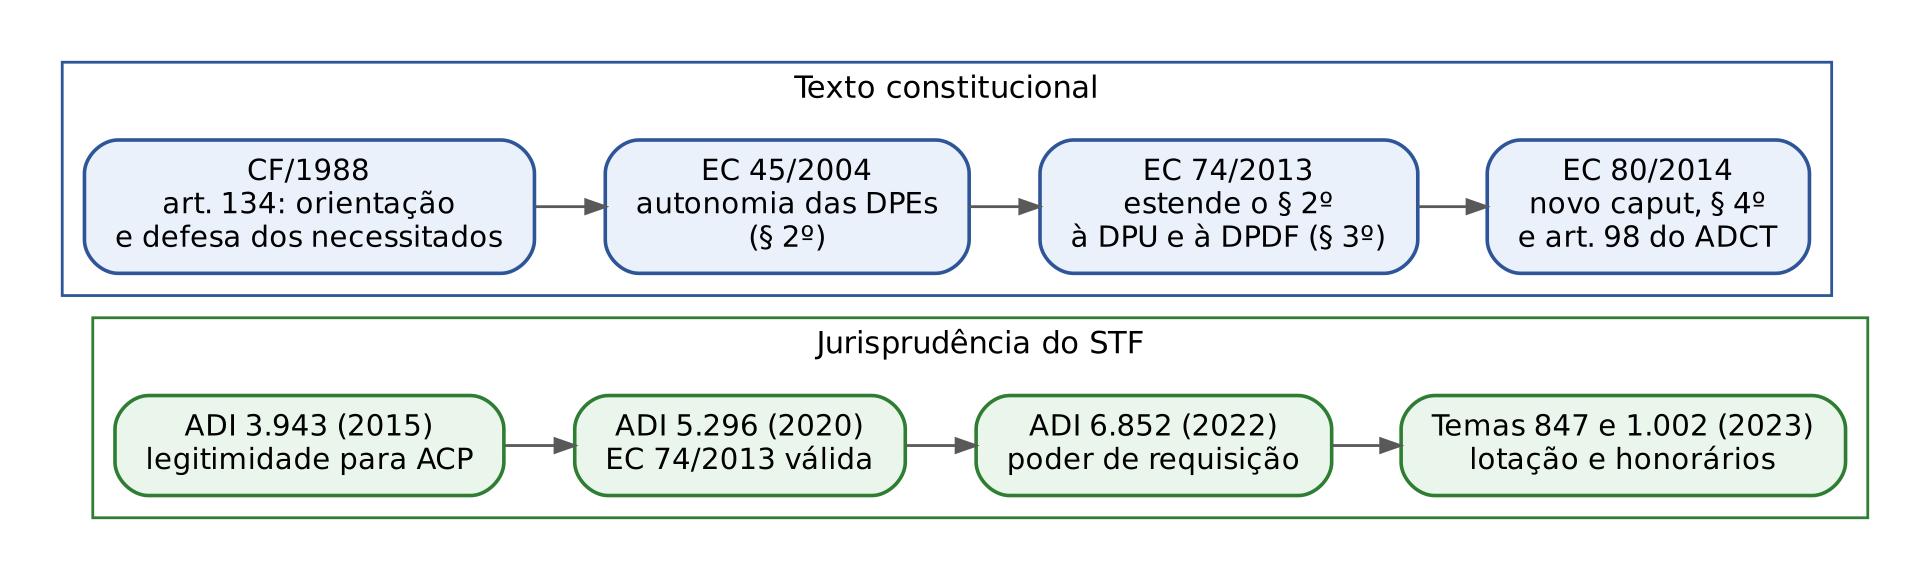 Texto constitucional
CF/1988
art. 134: orientação
e defesa dos necessitados
EC 45/2004
autonomia das DPEs
(§ 2º)
EC 74/2013
estende o § 2º
à DPU e à DPDF (§ 3º)
EC 80/2014
novo caput, § 4º
e art. 98 do ADCT
Jurisprudência do STF
ADI 3.943 (2015)
legitimidade para ACP
ADI 5.296 (2020)
EC 74/2013 válida
ADI 6.852 (2022)
poder de requisição
Temas 847 e 1.002 (2023)
lotação e honorários